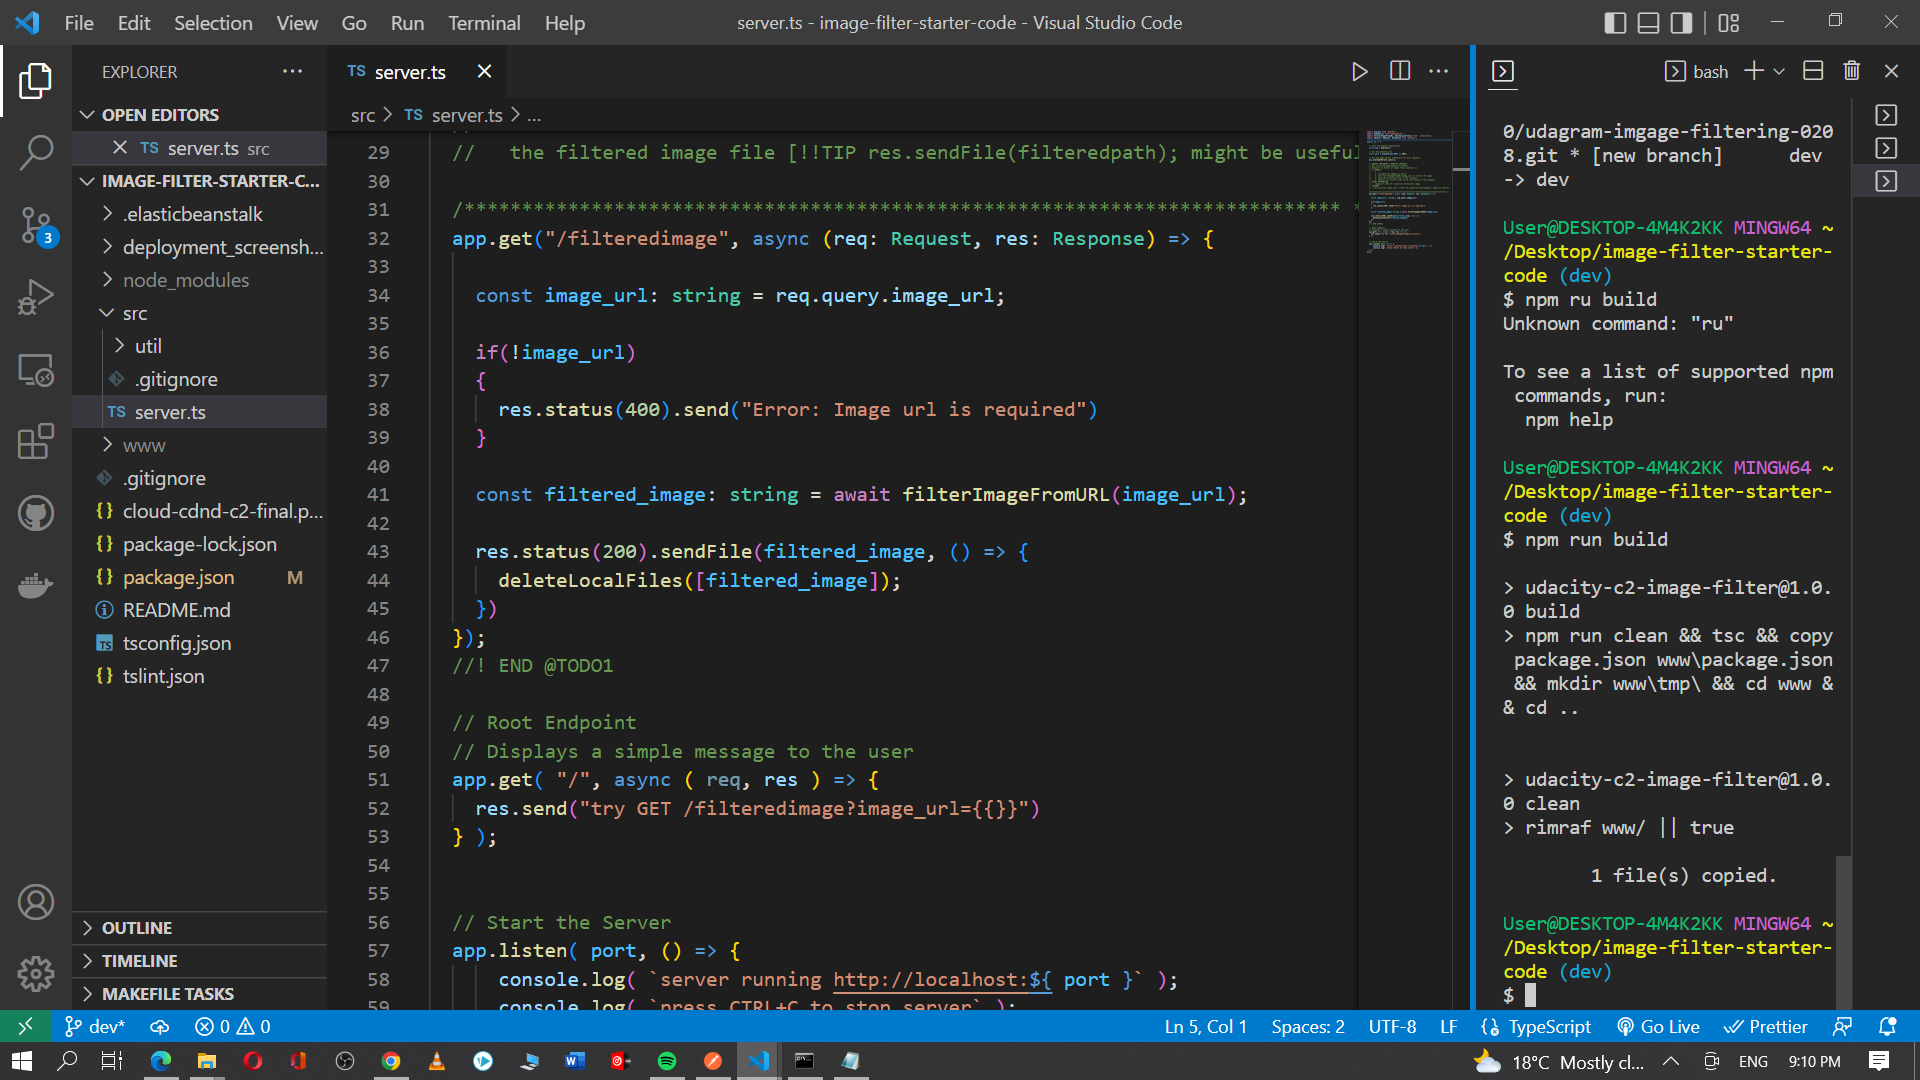 File Edit Selection View Go Run Terminal Help
server.ts - image-filter-starter-code - Visual Studio Code
EXPLORER
OPEN EDITORS
TS server.ts src
IMAGE-FILTER-STARTER-C...
.elasticbeanstalk
deployment_screensh...
node_modules
src
util
.gitignore
TS server.ts
www
.gitignore
{} cloud-cdnd-c2-final.p...
{} package-lock.json
{} package.json M
README.md
TS tsconfig.json
{} tslint.json
OUTLINE
TIMELINE
MAKEFILE TASKS
3
TS server.ts
src > TS server.ts > ...
29 //   the filtered image file [!!TIP res.sendFile(filteredpath); might be useful
30
31 /****************************************************************************
32 app.get("/filteredimage", async (req: Request, res: Response) => {
33
34   const image_url: string = req.query.image_url;
35
36   if(!image_url)
37   {
38     res.status(400).send("Error: Image url is required")
39   }
40
41   const filtered_image: string = await filterImageFromURL(image_url);
42
43   res.status(200).sendFile(filtered_image, () => {
44     deleteLocalFiles([filtered_image]);
45   })
46 });
47 //! END @TODO1
48
49 // Root Endpoint
50 // Displays a simple message to the user
51 app.get( "/", async ( req, res ) => {
52   res.send("try GET /filteredimage?image_url={{}}")
53 } );
54
55
56 // Start the Server
57 app.listen( port, () => {
58     console.log( `server running http://localhost:${ port }` );
59     console.log( `press CTRL+C to stop server` );
bash
0/udagram-imgage-filtering-020
8.git * [new branch]      dev
-> dev
User@DESKTOP-4M4K2KK MINGW64 ~
/Desktop/image-filter-starter-
code (dev)
$ npm ru build
Unknown command: "ru"
To see a list of supported npm
commands, run:
npm help
User@DESKTOP-4M4K2KK MINGW64 ~
/Desktop/image-filter-starter-
code (dev)
$ npm run build
> udacity-c2-image-filter@1.0.
0 build
> npm run clean && tsc && copy
package.json www\package.json
&& mkdir www\tmp\ && cd www &
& cd ..
> udacity-c2-image-filter@1.0.
0 clean
> rimraf www/ || true
1 file(s) copied.
User@DESKTOP-4M4K2KK MINGW64 ~
/Desktop/image-filter-starter-
code (dev)
$
dev* 0 0 Ln 5, Col 1 Spaces: 2 UTF-8 LF TypeScript Go Live Prettier
18°C Mostly cl... ENG 9:10 PM